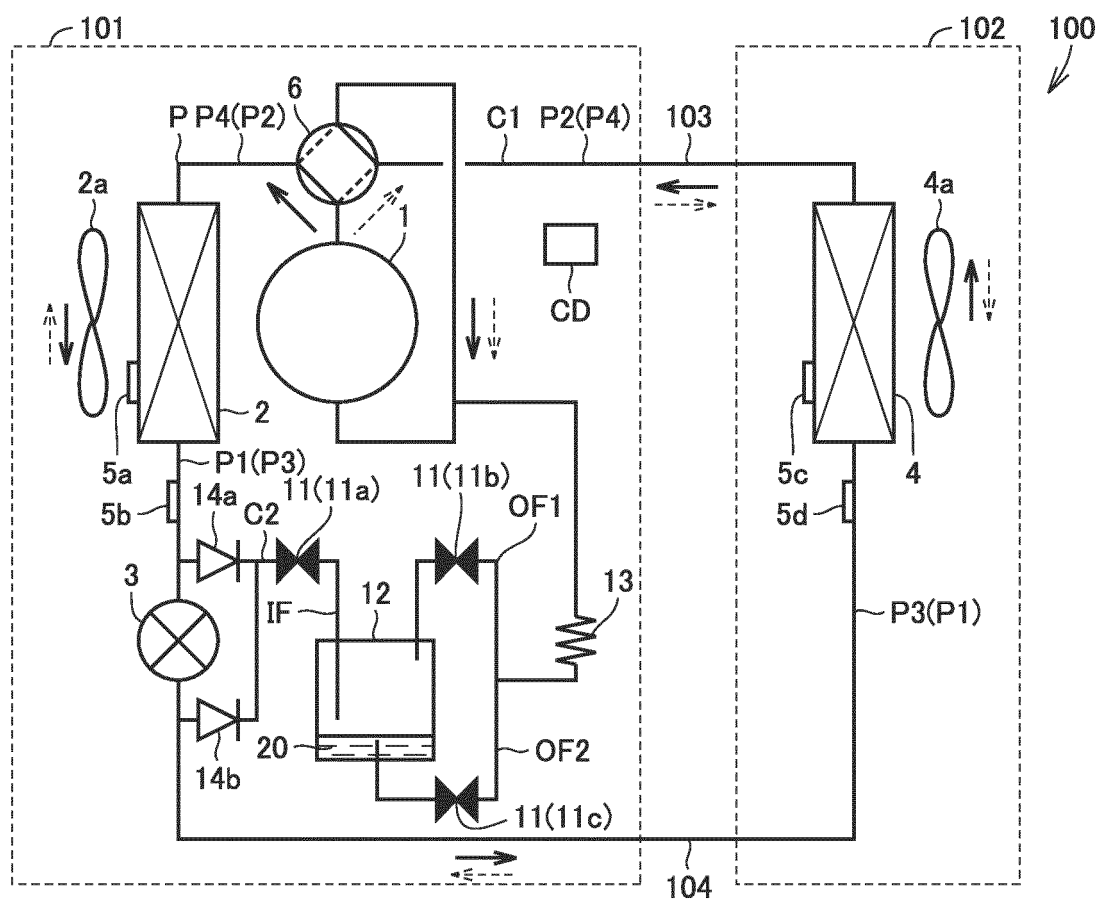 101
102
100
6
P P4(P2)
C1 P2(P4) 103
2a
4a
1
CD
2
5a
5c
4
P1(P3)
5b
14a
11(11a)
11(11b)
5d
C2
OF1
3
IF
12
13
P3(P1)
20
OF2
14b
11(11c)
104